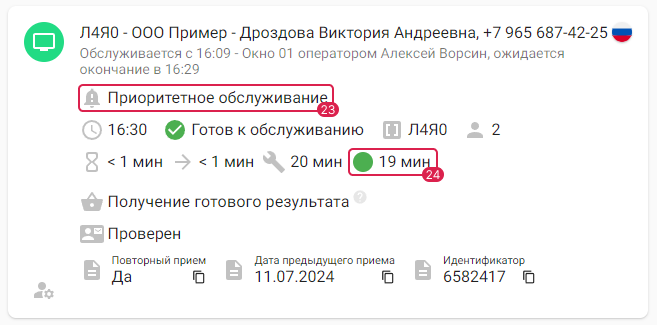 Л4Я0 - ООО Пример - Дроздова Виктория Андреевна, +7 965 687-42-25
Обслуживается с 16:09 - Окно 01 оператором Алексей Ворсин, ожидается
окончание в 16:29
Приоритетное обслуживание
23
16:30 Готов к обслуживанию Л4Я0 2
< 1 мин < 1 мин 20 мин 19 мин
24
Получение готового результата ?
Проверен
Повторный прием Дата предыдущего приема Идентификатор
Да 11.07.2024 6582417